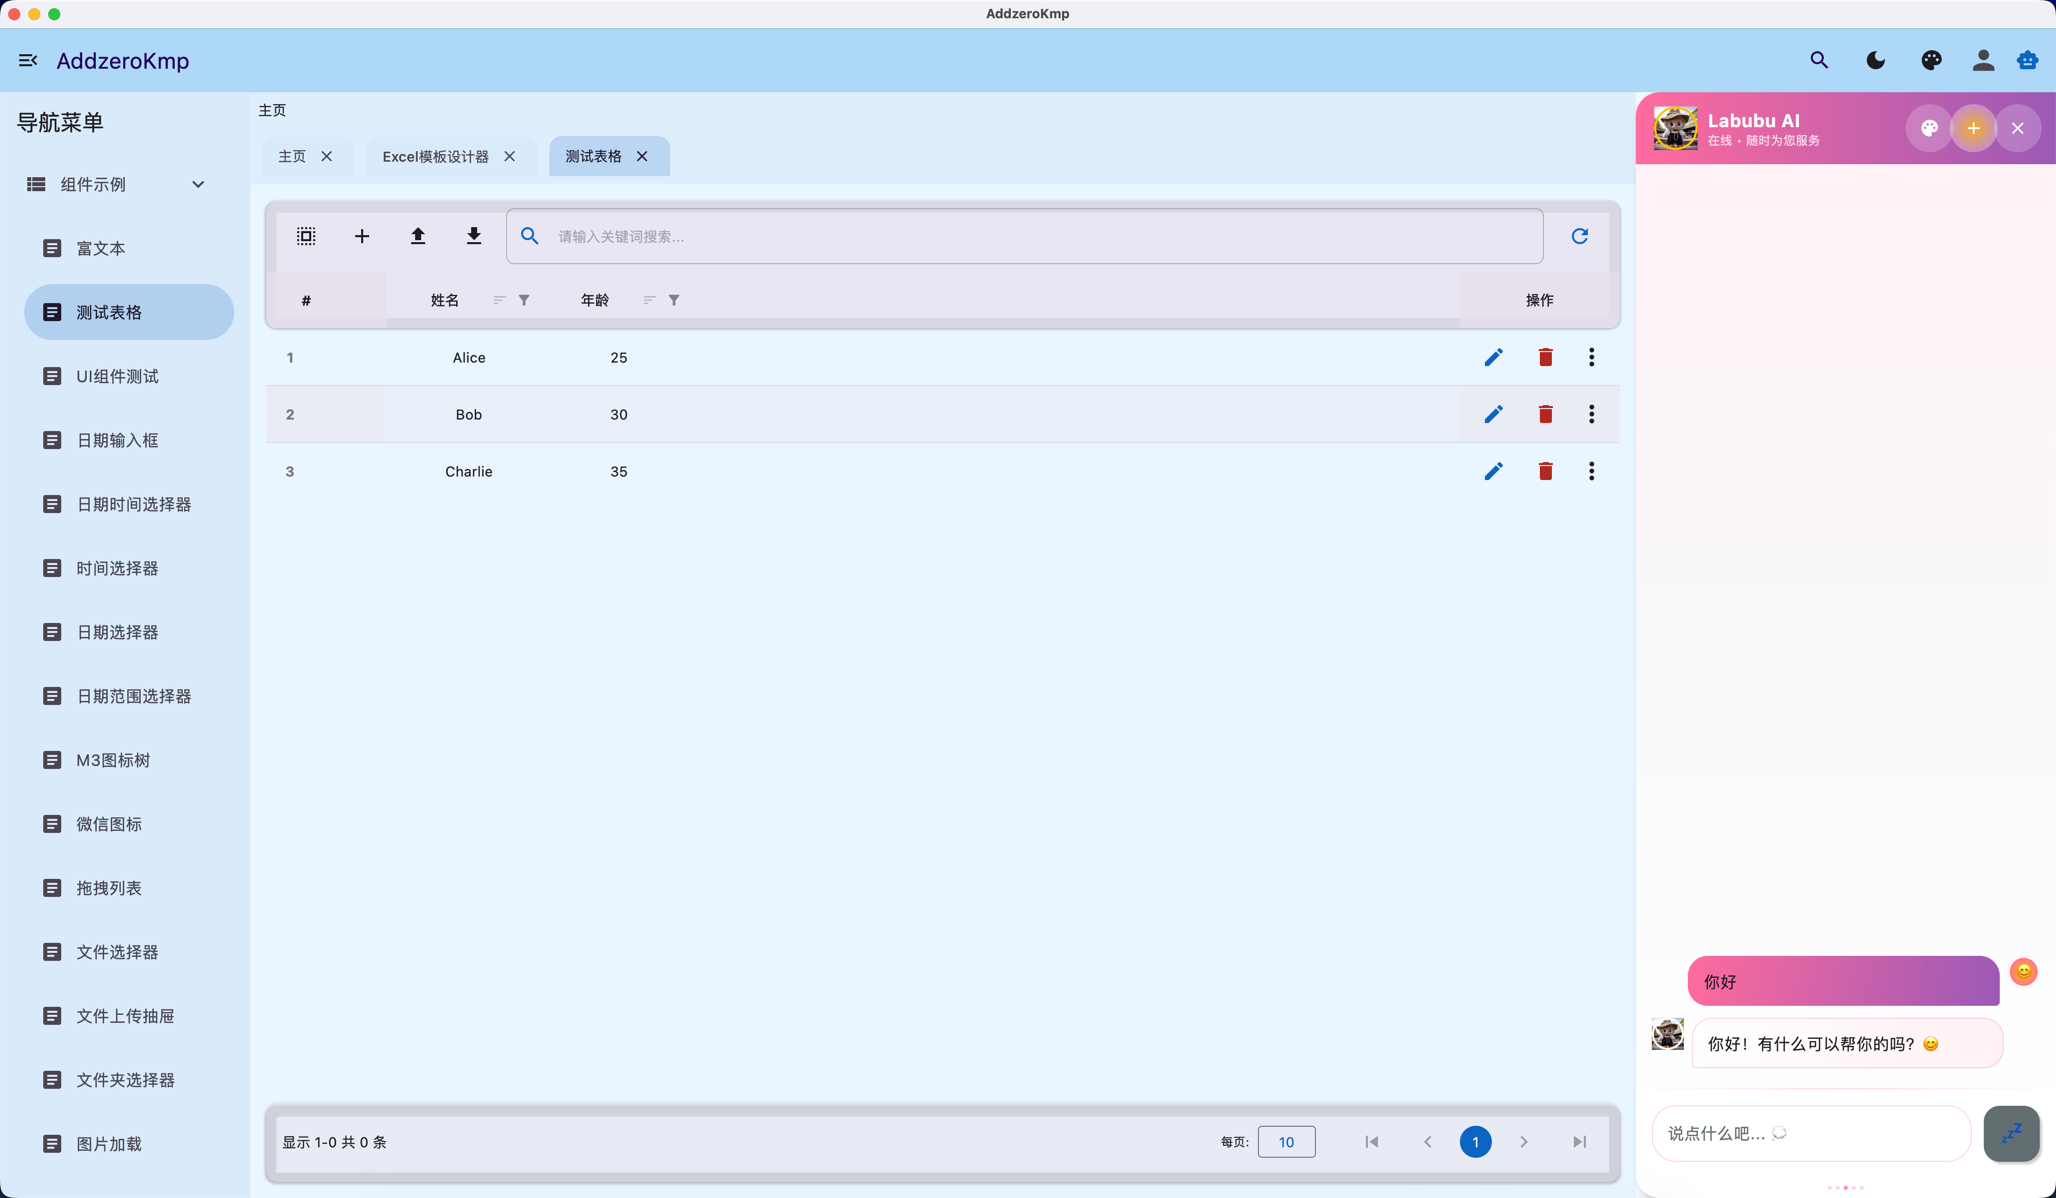 AddzeroKmp
AddzeroKmp
导航菜单
组件示例
富文本
测试表格
UI组件测试
日期输入框
日期时间选择器
时间选择器
日期选择器
日期范围选择器
M3图标树
微信图标
拖拽列表
文件选择器
文件上传抽屉
文件夹选择器
图片加载
主页
主页
Excel模板设计器
测试表格
请输入关键词搜索...
# 姓名 年龄 操作
1 Alice 25
2 Bob 30
3 Charlie 35
显示 1-0 共 0 条
每页: 10
1
Labubu AI
在线 • 随时为您服务
你好
你好！有什么可以帮你的吗？😊
说点什么吧... 💭
💤